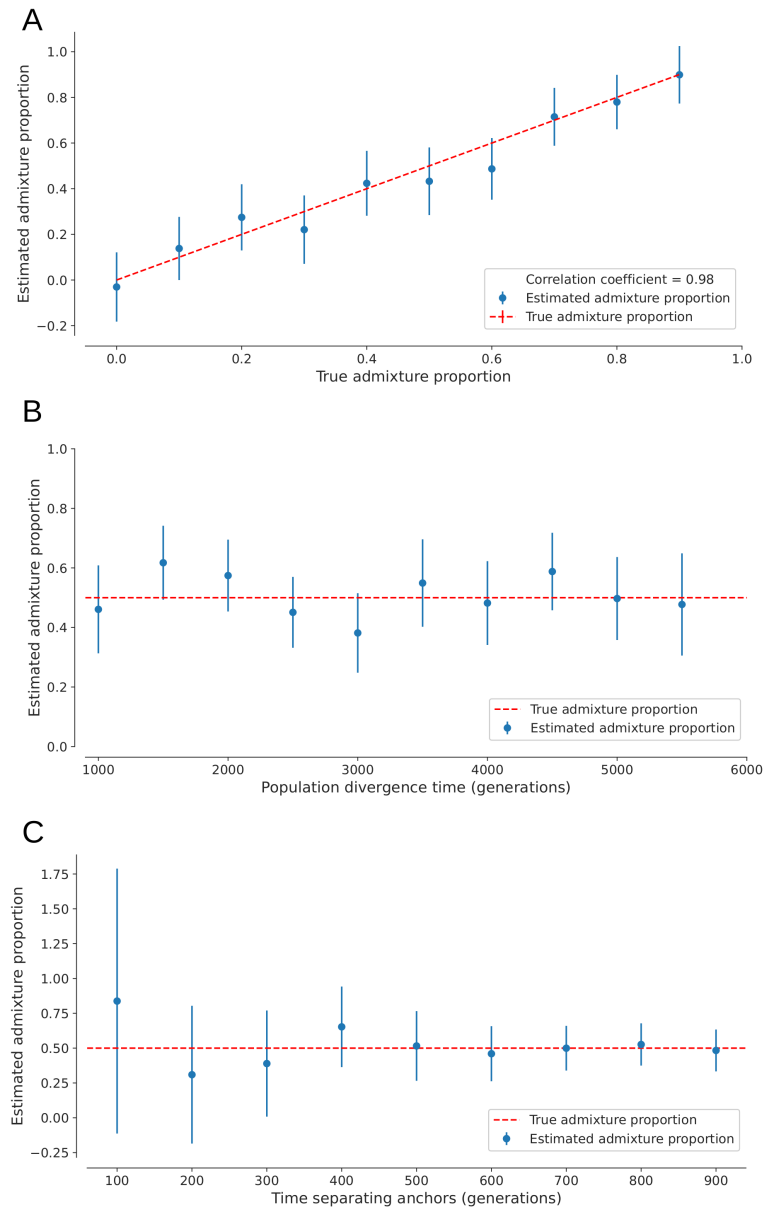 A
Estimated admixture proportion
1.0
0.8
0.6
0.4
0.2
0.0
−0.2
Correlation coefficient = 0.98
Estimated admixture proportion
True admixture proportion
0.0 0.2 0.4 0.6 0.8 1.0
True admixture proportion
B
Estimated admixture proportion
1.0
0.8
0.6
0.4
0.2
0.0
True admixture proportion
Estimated admixture proportion
1000 2000 3000 4000 5000 6000
Population divergence time (generations)
C
Estimated admixture proportion
1.75
1.50
1.25
1.00
0.75
0.50
0.25
0.00
−0.25
True admixture proportion
Estimated admixture proportion
100 200 300 400 500 600 700 800 900
Time separating anchors (generations)